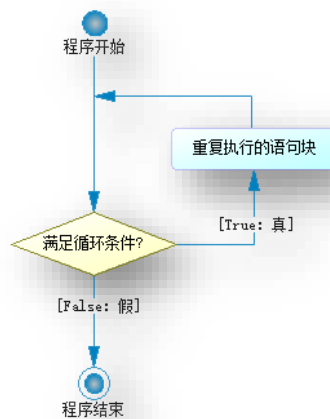 程序开始
重复执行的语句块
[True: 真]
满足循环条件?
[False: 假]
程序结束